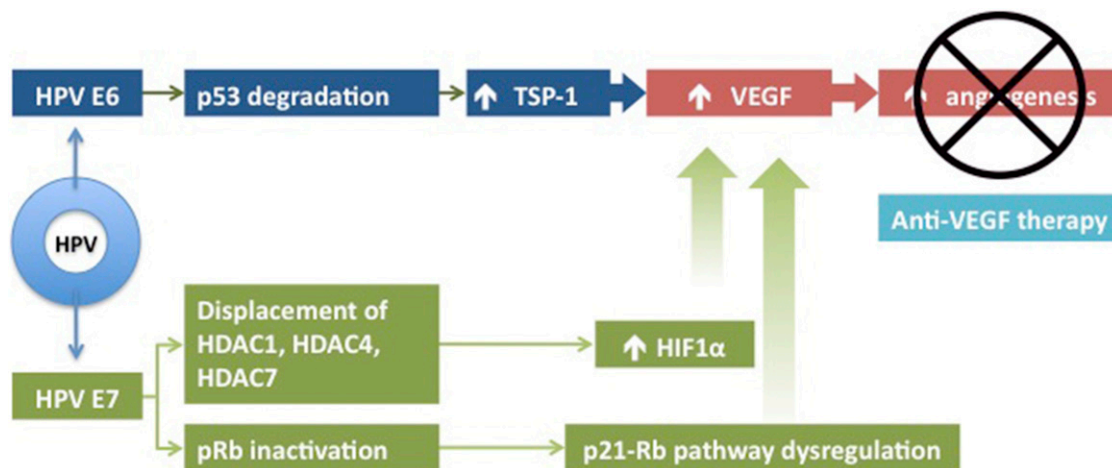 HPV E6
p53 degradation
TSP-1
VEGF
angiogenesis
HPV
Anti-VEGF therapy
Displacement of
HDAC1, HDAC4,
HDAC7
HIF1α
HPV E7
pRb inactivation
p21-Rb pathway dysregulation